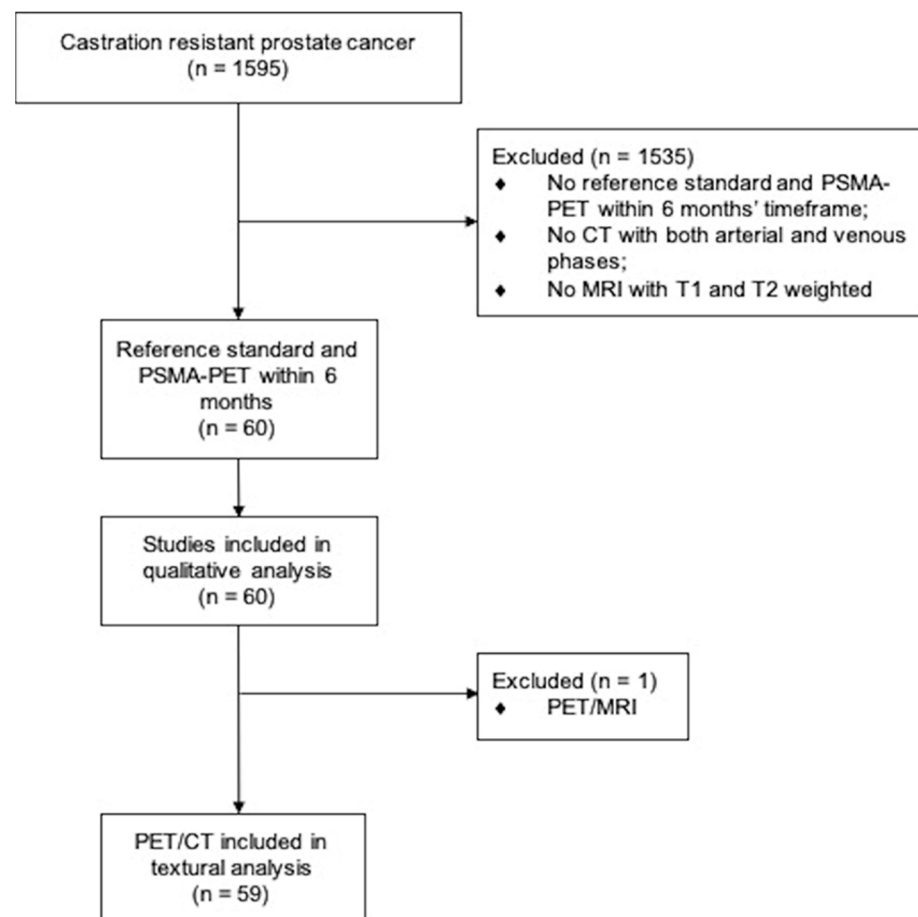 Castration resistant prostate cancer
(n = 1595)
Excluded (n = 1535)
♦ No reference standard and PSMA-
PET within 6 months' timeframe;
♦ No CT with both arterial and venous
phases;
♦ No MRI with T1 and T2 weighted
Reference standard and
PSMA-PET within 6
months
(n = 60)
Studies included in
qualitative analysis
(n = 60)
Excluded (n = 1)
♦ PET/MRI
PET/CT included in
textural analysis
(n = 59)